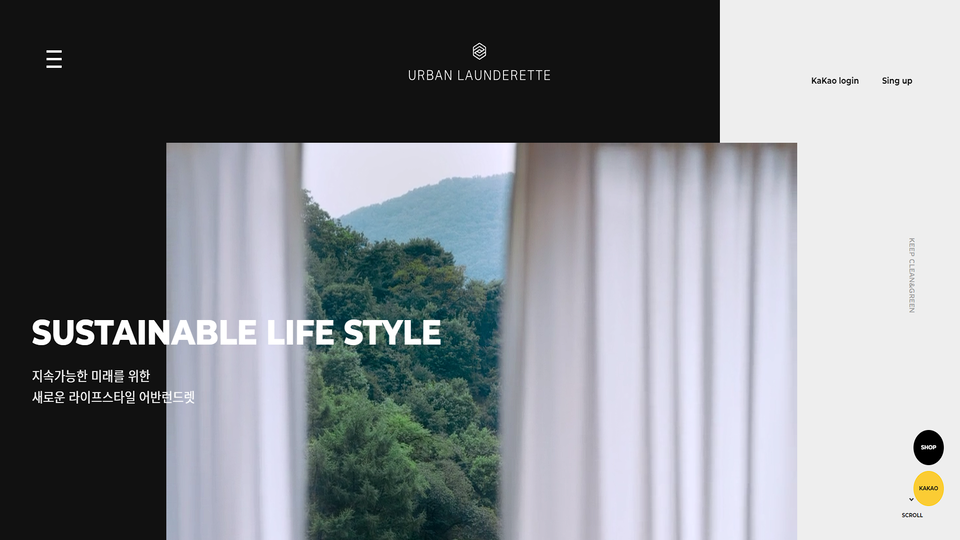 URBAN LAUNDERETTE
KaKao login
Sing up
KEEP CLEAN&GREEN
SUSTAINABLE LIFE STYLE
지속가능한 미래를 위한
새로운 라이프스타일 어반런드렛
SHOP
KAKAO
SCROLL